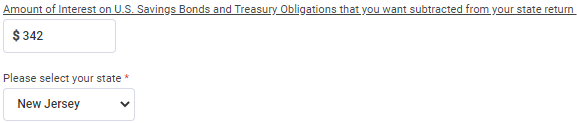 Amount of Interest on U.S. Savings Bonds and Treasury Obligations that you want subtracted from your state return
$ 342
Please select your state *
New Jersey